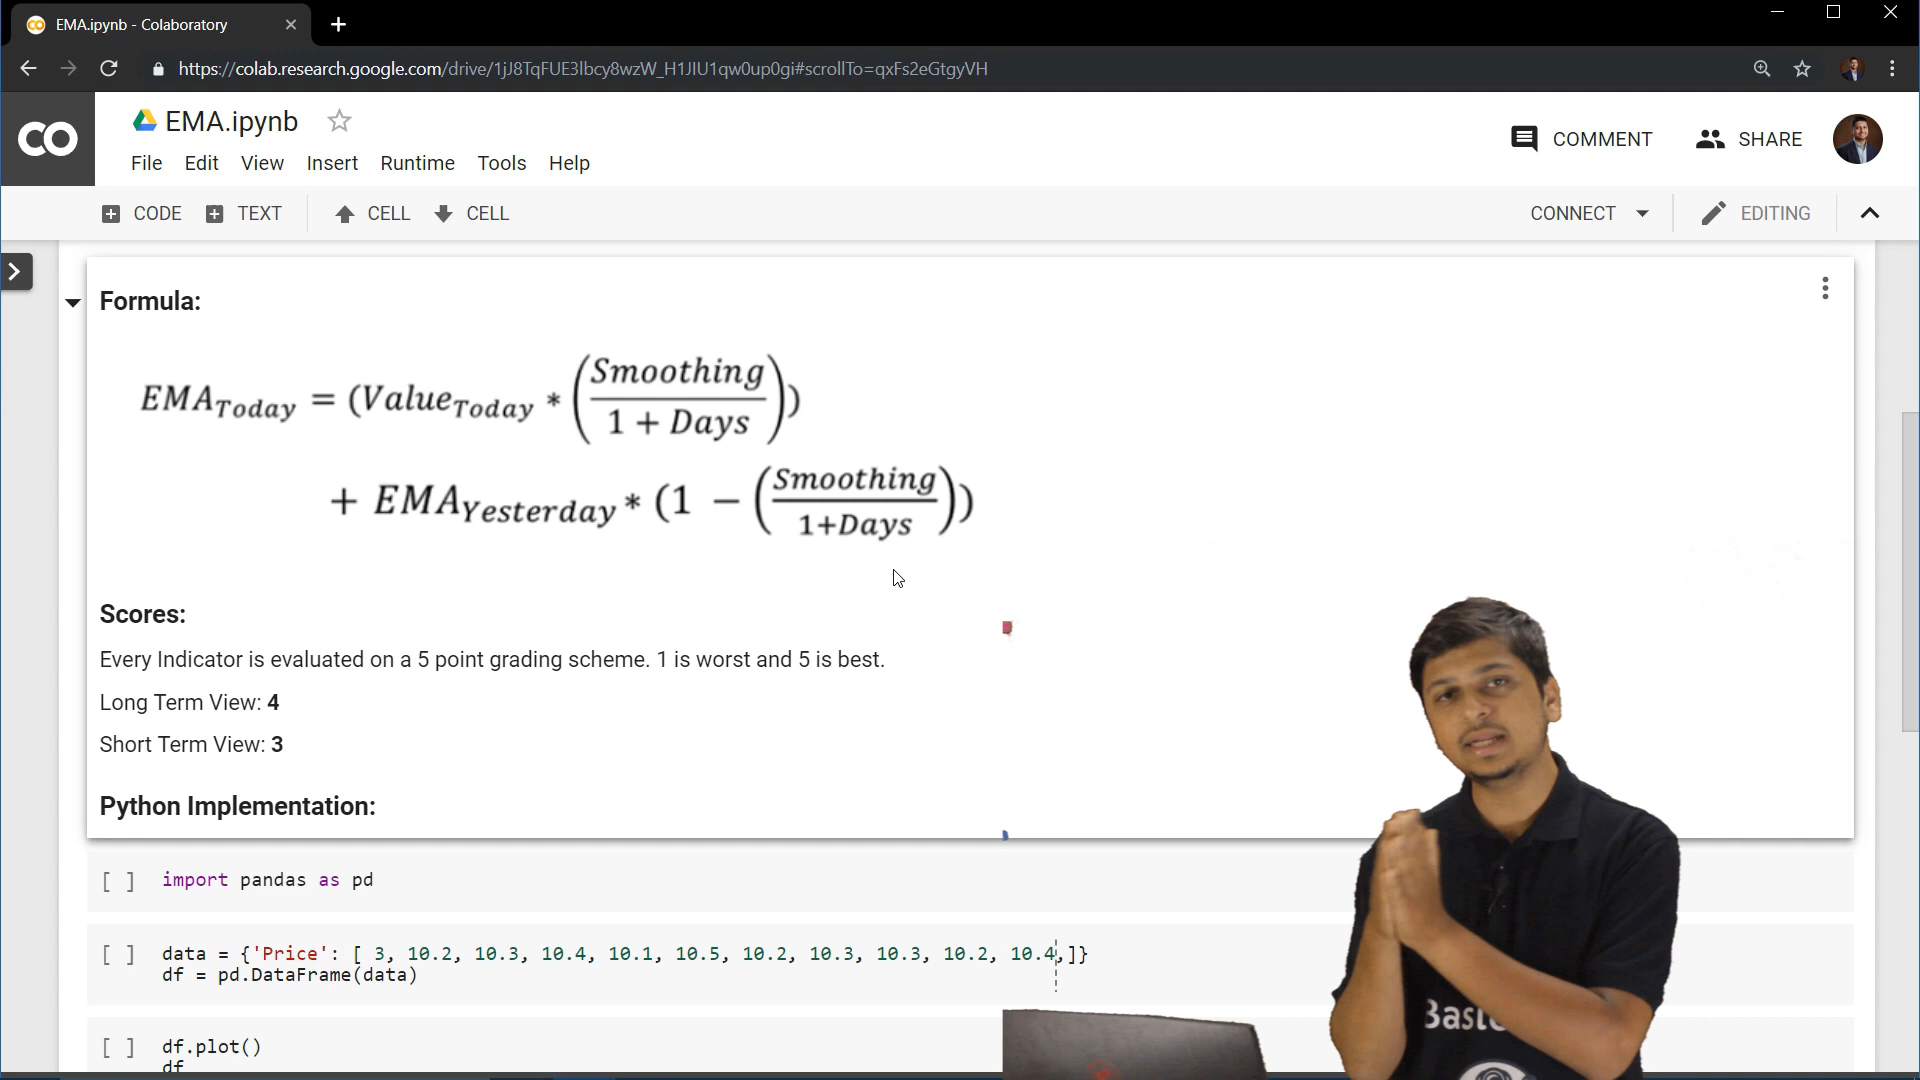 EMA.ipynb - Colaboratory
https://colab.research.google.com/drive/1jJ8TqFUE3lbcy8wzW_H1JIU1qw0up0gi#scrollTo=qxFs2eGtgyVH
CO EMA.ipynb
COMMENT SHARE
File Edit View Insert Runtime Tools Help
CODE TEXT CELL CELL CONNECT EDITING
Formula:
EMA_Today = (Value_Today * (Smoothing / 1 + Days))
+ EMA_Yesterday * (1 − (Smoothing / 1+Days))
Scores:
Every Indicator is evaluated on a 5 point grading scheme. 1 is worst and 5 is best.
Long Term View: 4
Short Term View: 3
Python Implementation:
[ ] import pandas as pd
[ ] data = {'Price': [ 3, 10.2, 10.3, 10.4, 10.1, 10.5, 10.2, 10.3, 10.3, 10.2, 10.4,]}
df = pd.DataFrame(data)
[ ] df.plot()
df